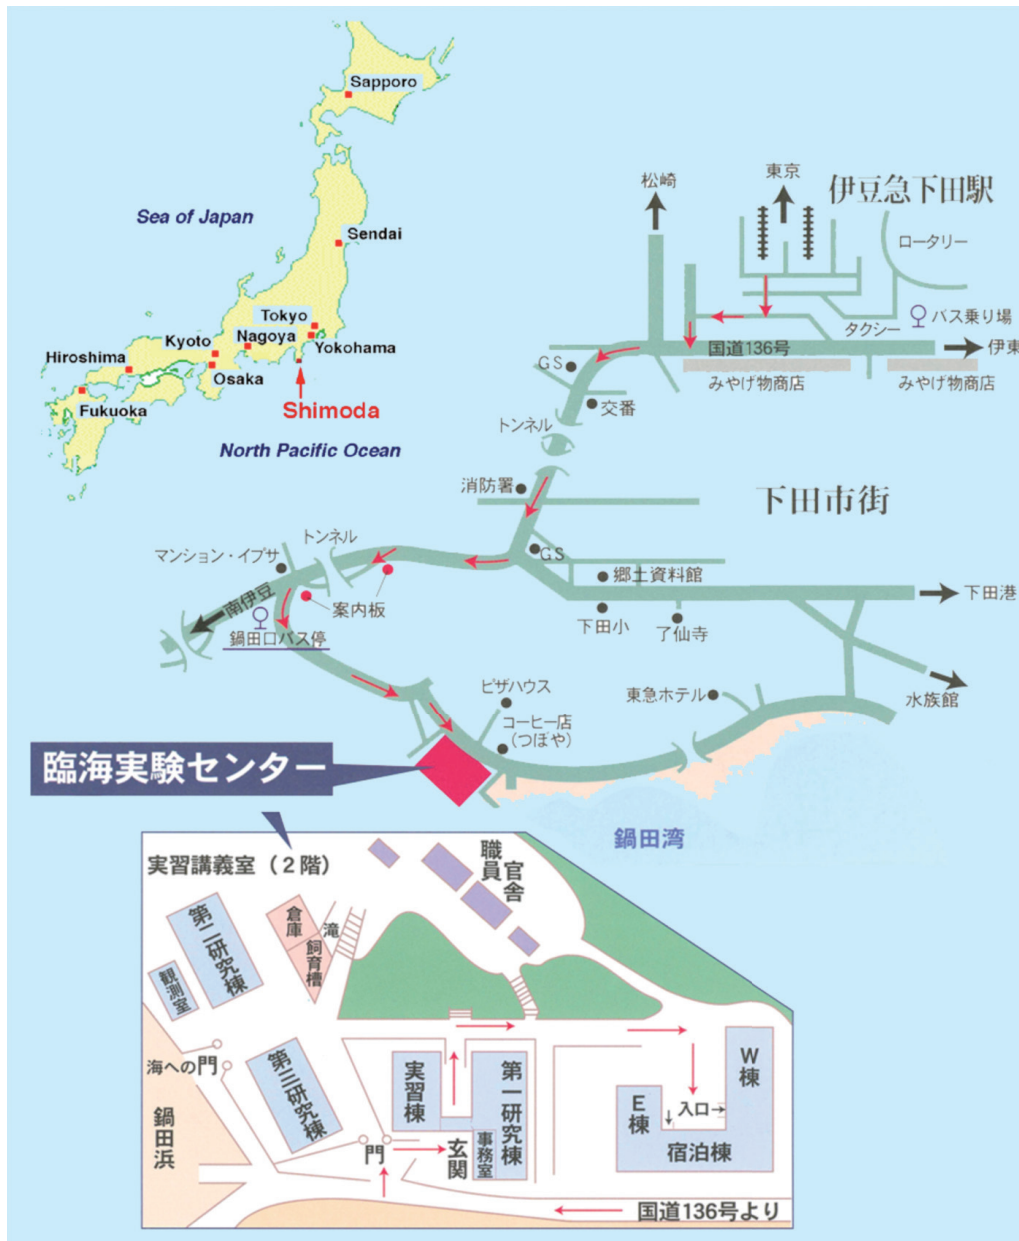 Sapporo
Sea of Japan
Sendai
Tokyo
Kyoto
Nagoya
Yokohama
Hiroshima
Osaka
Fukuoka
Shimoda
North Pacific Ocean
松崎
東京
伊豆急下田駅
ロータリー
タクシー
バス乗り場
国道136号
伊東
みやげ物商店
みやげ物商店
GS
交番
トンネル
消防署
下田市街
トンネル
マンション・イブサ
GS
郷土資料館
下田港
南伊豆
案内板
下田小
了仙寺
鍋田口バス停
ピザハウス
東急ホテル
水族館
コーヒー店
(つぼや)
臨海実験センター
鍋田湾
実習講義室(2階)
職員
官舎
第二研究棟
倉庫
滝
飼育槽
観測室
海への門
第三研究棟
実習棟
第一研究棟
W棟
E棟
入口
宿泊棟
鍋田浜
門
玄関
事務室
国道136号より